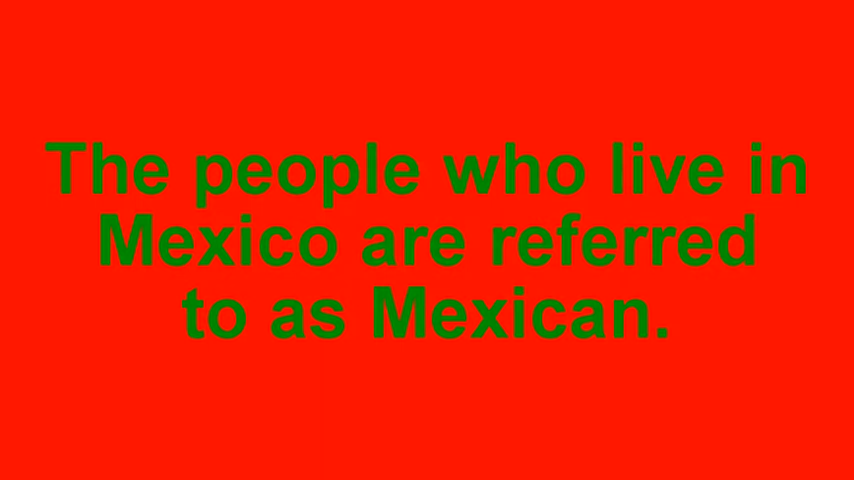 The people who live in
Mexico are referred
to as Mexican.